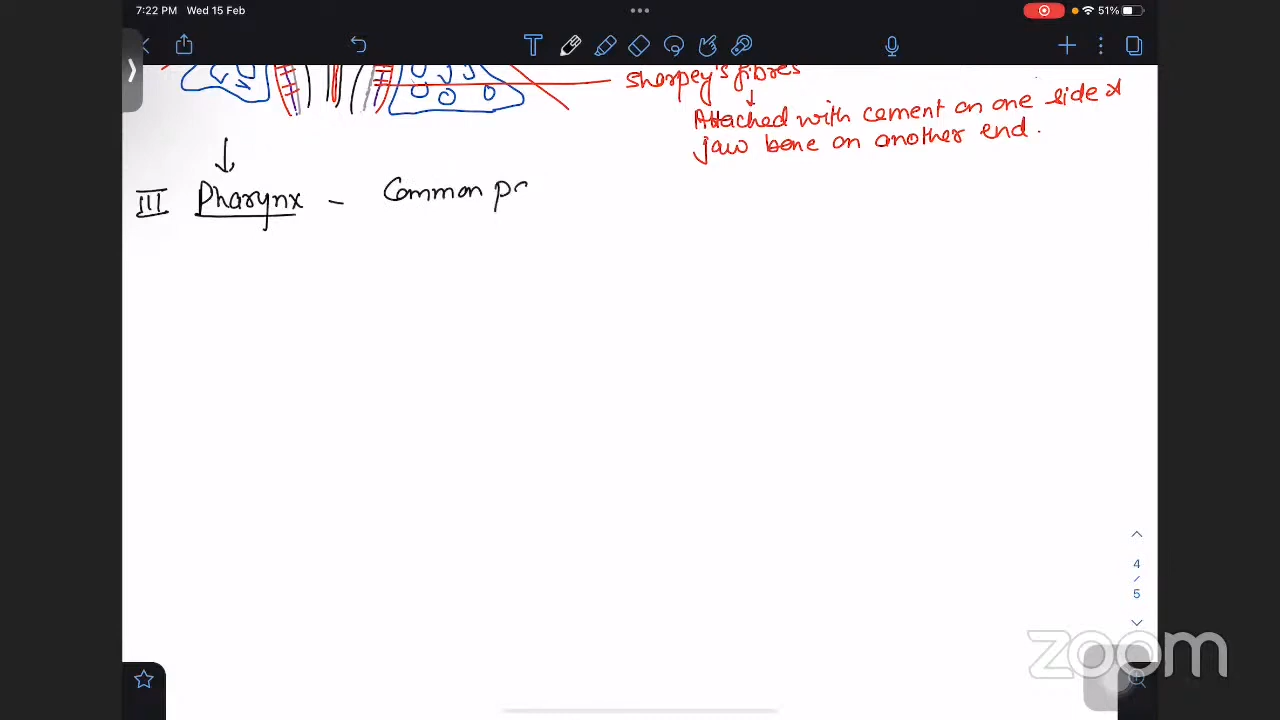 7:22 PM Wed 15 Feb
51%
Sharpey's fibres
Attached with cement on one side &
jaw bone on another end.
III Pharynx - Common pa
4
/
5
zoom